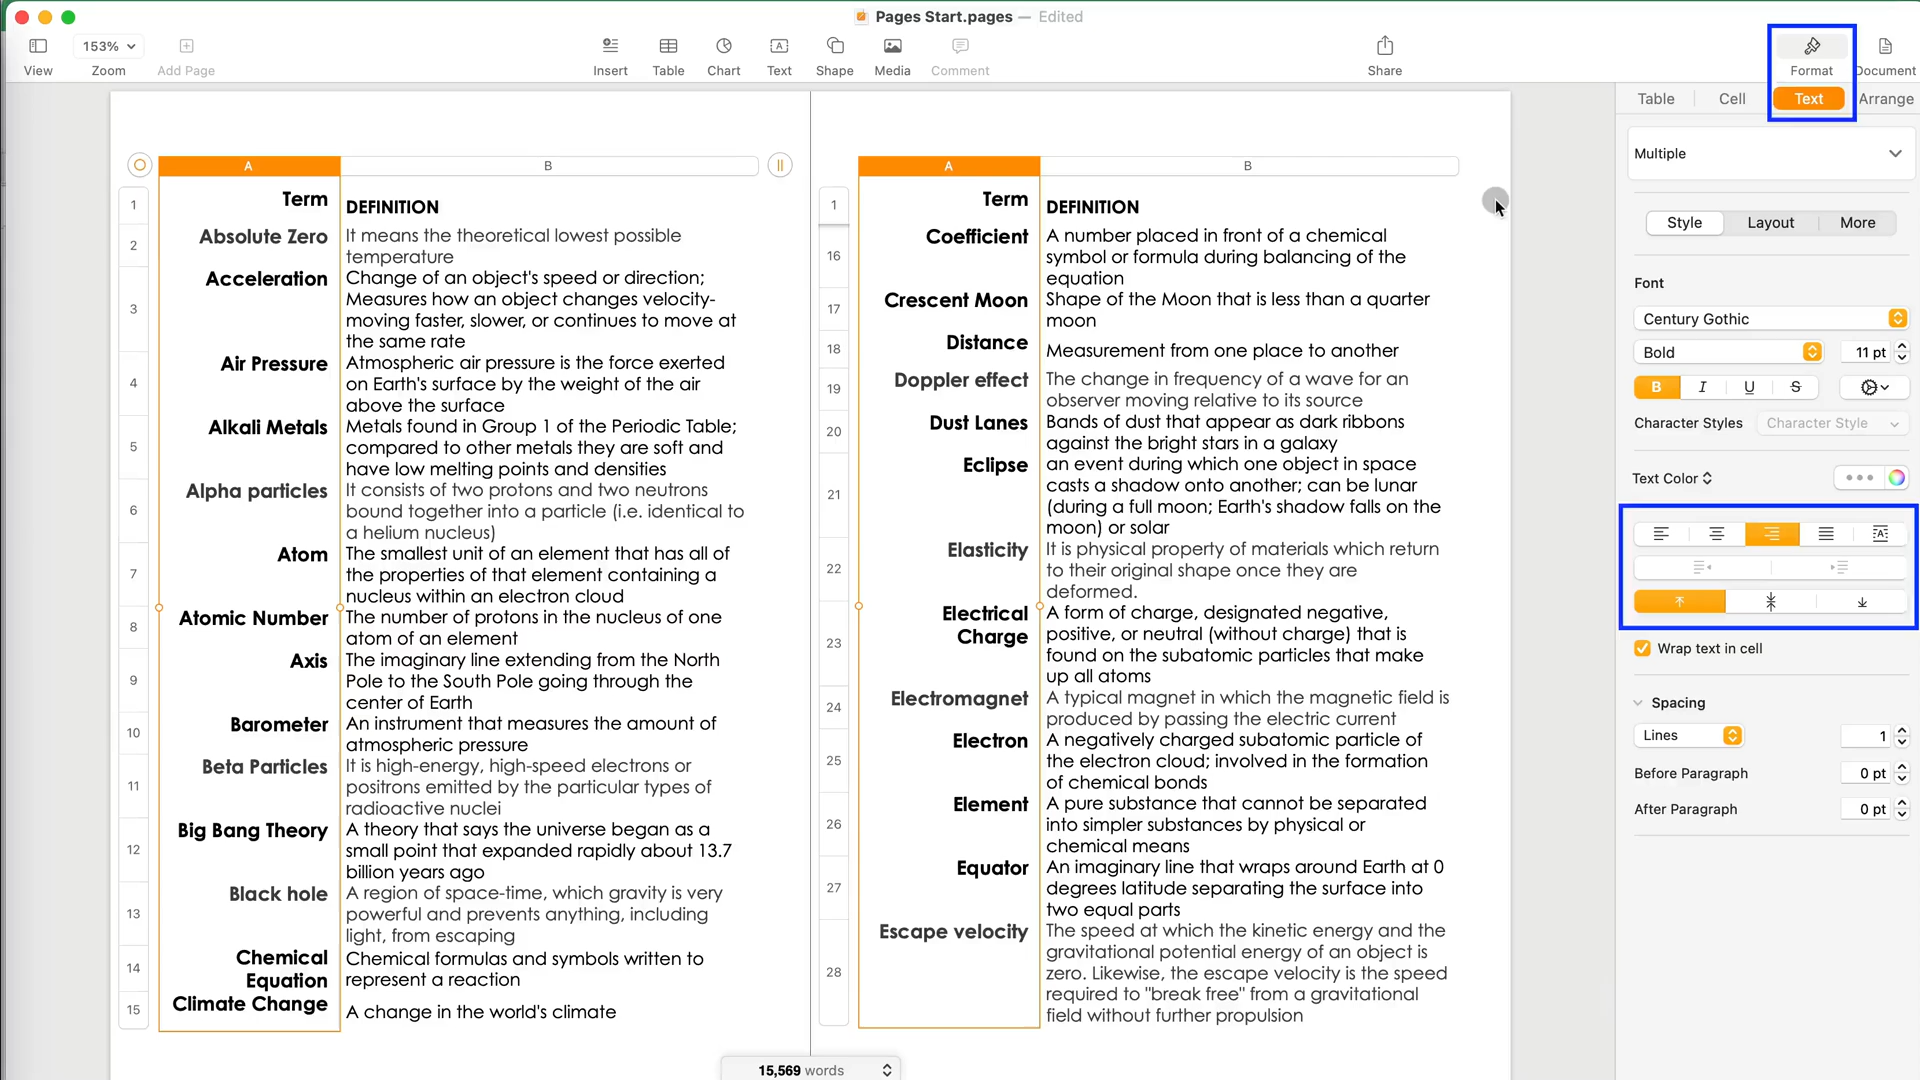 Pages Start.pages — Edited
View
153%
Zoom
Add Page
Insert
Table
Chart
Text
Shape
Media
Comment
Share
Format
Document
A
B
1
Term
DEFINITION
2
Absolute Zero
It means the theoretical lowest possible
temperature
3
Acceleration
Change of an object's speed or direction;
Measures how an object changes velocity-
moving faster, slower, or continues to move at
the same rate
4
Air Pressure
Atmospheric air pressure is the force exerted
on Earth's surface by the weight of the air
above the surface
5
Alkali Metals
Metals found in Group 1 of the Periodic Table;
compared to other metals they are soft and
have low melting points and densities
6
Alpha particles
It consists of two protons and two neutrons
bound together into a particle (i.e. identical to
a helium nucleus)
7
Atom
The smallest unit of an element that has all of
the properties of that element containing a
nucleus within an electron cloud
8
Atomic Number
The number of protons in the nucleus of one
atom of an element
9
Axis
The imaginary line extending from the North
Pole to the South Pole going through the
center of Earth
10
Barometer
An instrument that measures the amount of
atmospheric pressure
11
Beta Particles
It is high-energy, high-speed electrons or
positrons emitted by the particular types of
radioactive nuclei
12
Big Bang Theory
A theory that says the universe began as a
small point that expanded rapidly about 13.7
billion years ago
13
Black hole
A region of space-time, which gravity is very
powerful and prevents anything, including
light, from escaping
14
Chemical
Equation
Chemical formulas and symbols written to
represent a reaction
15
Climate Change
A change in the world's climate
A
B
1
Term
DEFINITION
16
Coefficient
A number placed in front of a chemical
symbol or formula during balancing of the
equation
17
Crescent Moon
Shape of the Moon that is less than a quarter
moon
18
Distance
Measurement from one place to another
19
Doppler effect
The change in frequency of a wave for an
observer moving relative to its source
20
Dust Lanes
Bands of dust that appear as dark ribbons
against the bright stars in a galaxy
21
Eclipse
an event during which one object in space
casts a shadow onto another; can be lunar
(during a full moon; Earth's shadow falls on the
moon) or solar
22
Elasticity
It is physical property of materials which return
to their original shape once they are
deformed.
23
Electrical
Charge
A form of charge, designated negative,
positive, or neutral (without charge) that is
found on the subatomic particles that make
up all atoms
24
Electromagnet
A typical magnet in which the magnetic field is
produced by passing the electric current
25
Electron
A negatively charged subatomic particle of
the electron cloud; involved in the formation
of chemical bonds
26
Element
A pure substance that cannot be separated
into simpler substances by physical or
chemical means
27
Equator
An imaginary line that wraps around Earth at 0
degrees latitude separating the surface into
two equal parts
28
Escape velocity
The speed at which the kinetic energy and the
gravitational potential energy of an object is
zero. Likewise, the escape velocity is the speed
required to "break free" from a gravitational
field without further propulsion
15,569 words
Table
Cell
Text
Arrange
Multiple
Style
Layout
More
Font
Century Gothic
Bold
11 pt
B
I
U
S
Character Styles
Character Style
Text Color
A
Wrap text in cell
Spacing
Lines
1
Before Paragraph
0 pt
After Paragraph
0 pt